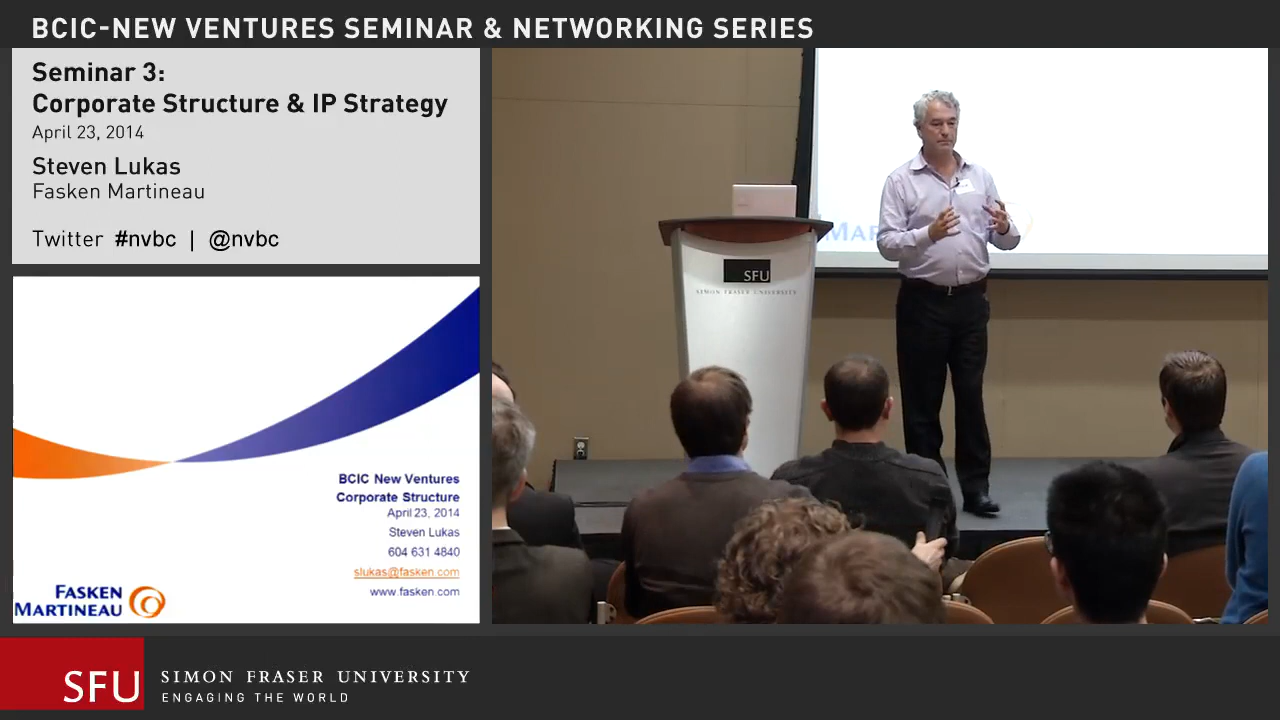 BCIC-NEW VENTURES SEMINAR & NETWORKING SERIES
Seminar 3:
Corporate Structure & IP Strategy
April 23, 2014
Steven Lukas
Fasken Martineau
Twitter #nvbc | @nvbc
BCIC New Ventures
Corporate Structure
April 23, 2014
Steven Lukas
604 631 4840
slukas@fasken.com
www.fasken.com
FASKEN
MARTINEAU
SFU
SIMON FRASER UNIVERSITY
SFU
SIMON FRASER UNIVERSITY
ENGAGING THE WORLD